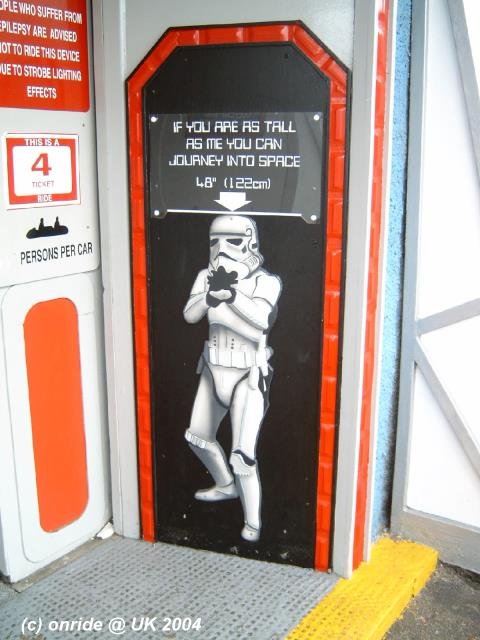 OPLE WHO SUFFER FROM
EPILEPSY ARE ADVISED
NOT TO RIDE THIS DEVICE
DUE TO STROBE LIGHTING
EFFECTS
THIS IS A
4
TICKET
RIDE
PERSONS PER CAR
IF YOU ARE AS TALL
AS ME YOU CAN
JOURNEY INTO SPACE
48" (122cm)
(c) onride @ UK 2004